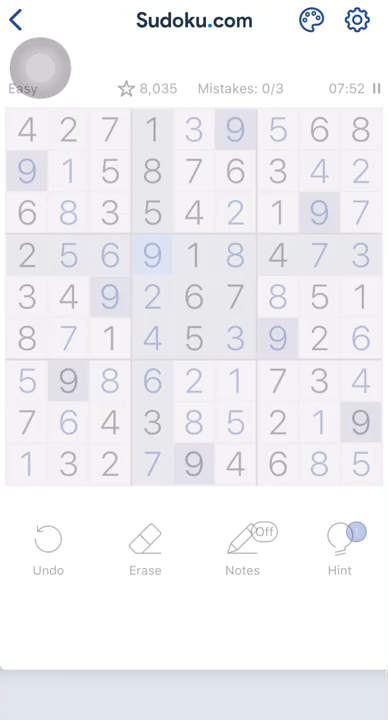 Sudoku.com
Easy 8,035 Mistakes: 0/3 07:52
4 2 7 1 3 9 5 6 8
9 1 5 8 7 6 3 4 2
6 8 3 5 4 2 1 9 7
2 5 6 9 1 8 4 7 3
3 4 9 2 6 7 8 5 1
8 7 1 4 5 3 9 2 6
5 9 8 6 2 1 7 3 4
7 6 4 3 8 5 2 1 9
1 3 2 7 9 4 6 8 5
Off
Undo Erase Notes Hint